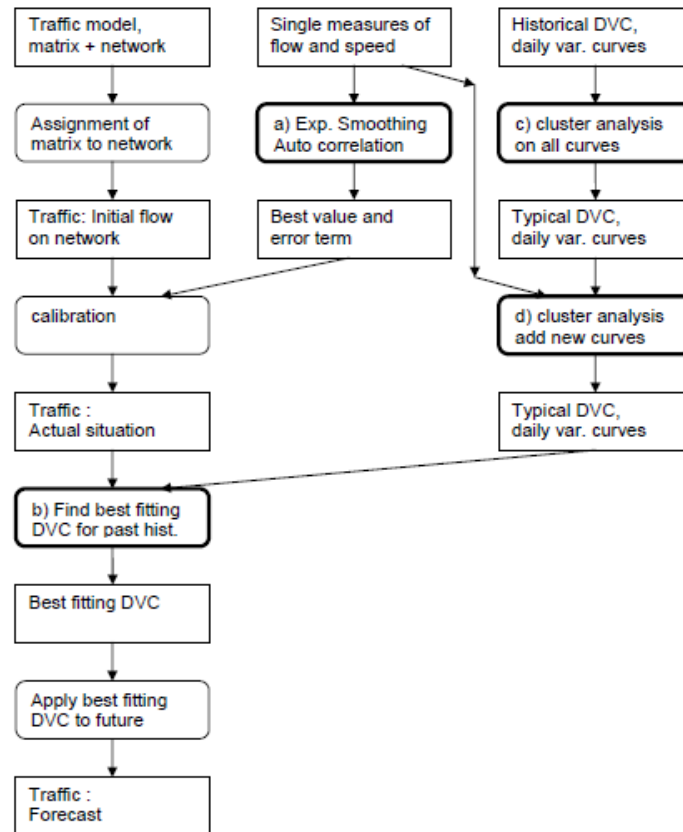 Traffic model,
matrix + network
Single measures of
flow and speed
Historical DVC,
daily var. curves
Assignment of
matrix to network
a) Exp. Smoothing
Auto correlation
c) cluster analysis
on all curves
Traffic: Initial flow
on network
Best value and
error term
Typical DVC,
daily var. curves
calibration
d) cluster analysis
add new curves
Traffic :
Actual situation
Typical DVC,
daily var. curves
b) Find best fitting
DVC for past hist.
Best fitting DVC
Apply best fitting
DVC to future
Traffic :
Forecast